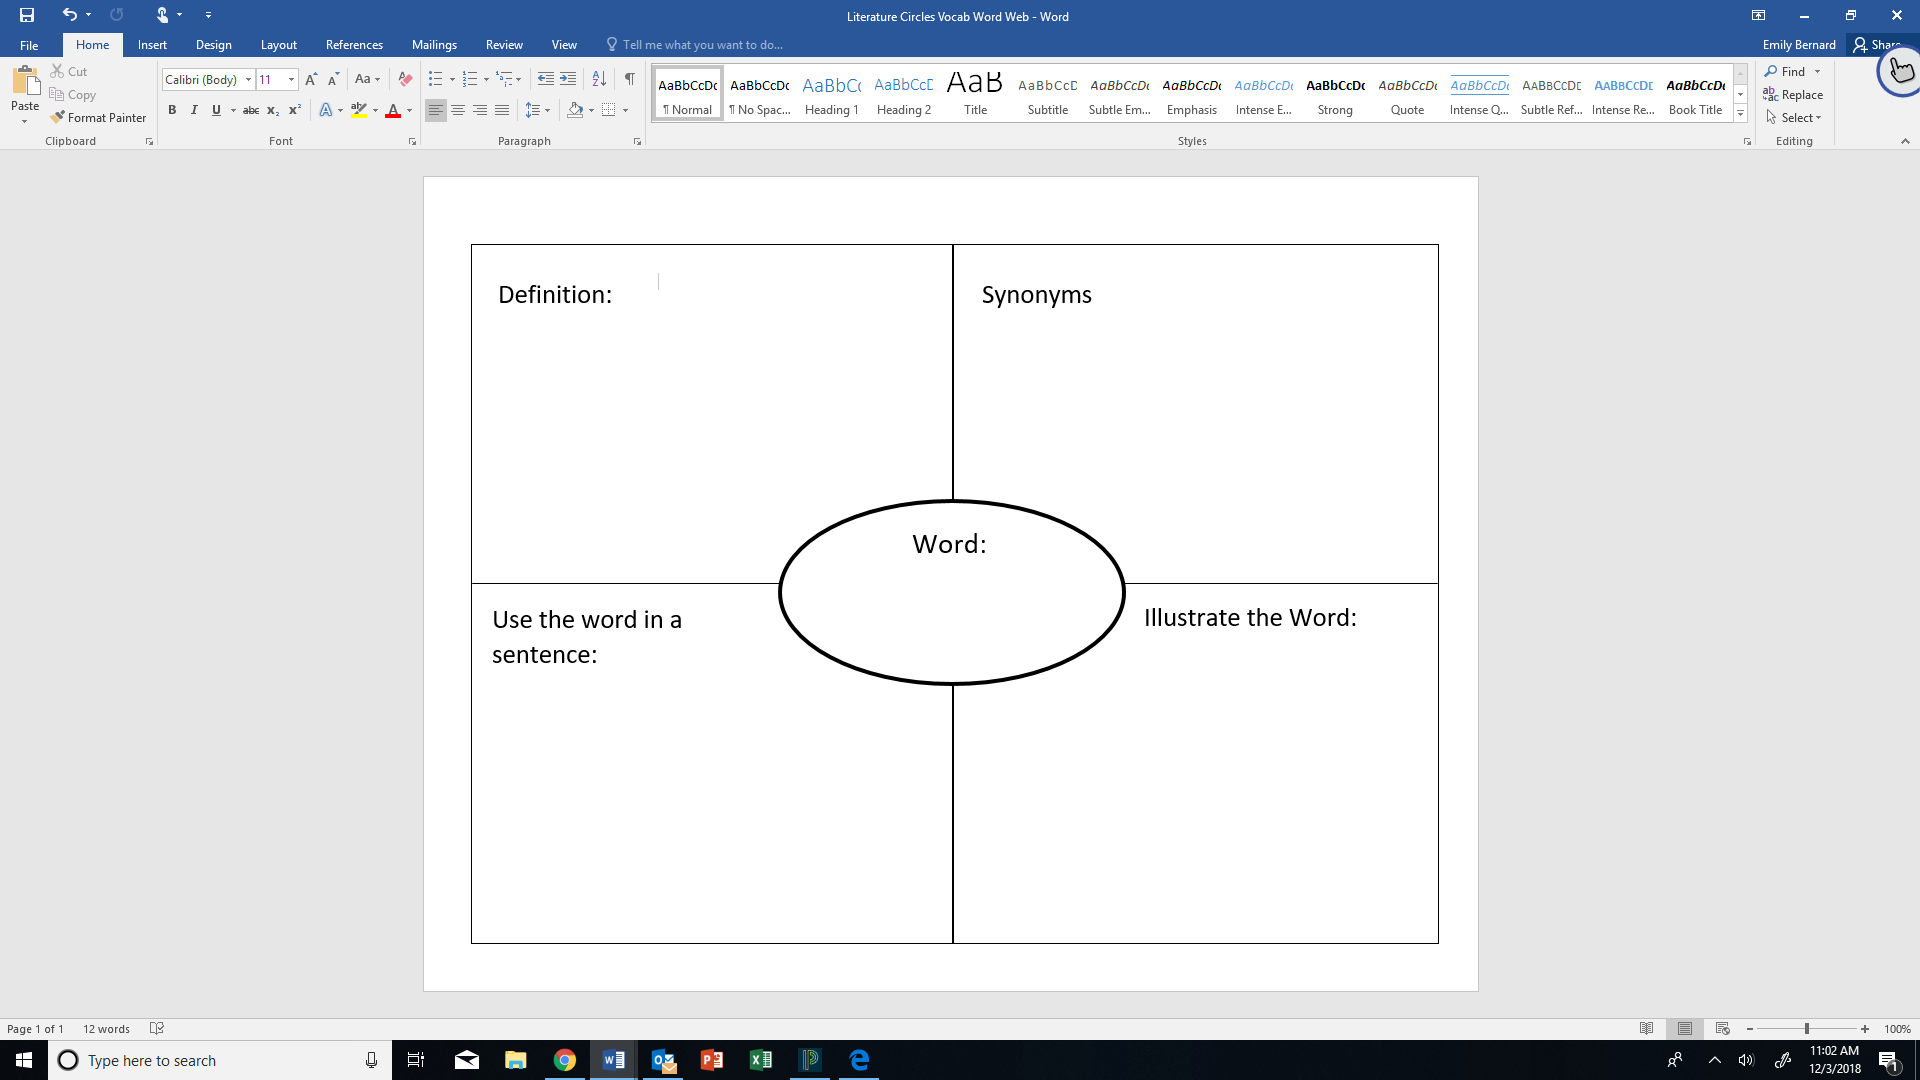 Literature Circles Vocab Word Web - Word
File Home Insert Design Layout References Mailings Review View Tell me what you want to do... Emily Bernard Share
Paste
Cut
Copy
Format Painter
Clipboard
Calibri (Body) 11
Font
Paragraph
AaBbCcDc AaBbCcDc AaBbCc AaBbCcD AaB AaBbCcD AaBbCcDc AaBbCcDc AaBbCcDc AaBbCcDc AaBbCcDc AaBbCcDc AABBCCDE AABBCCDE AaBbCcDc
¶ Normal ¶ No Spac... Heading 1 Heading 2 Title Subtitle Subtle Em... Emphasis Intense E... Strong Quote Intense Q... Subtle Ref... Intense Re... Book Title
Styles
Find
Replace
Select
Editing
Definition:
Synonyms
Word:
Use the word in a
sentence:
Illustrate the Word:
Page 1 of 1 12 words 100%
Type here to search
11:02 AM
12/3/2018
1